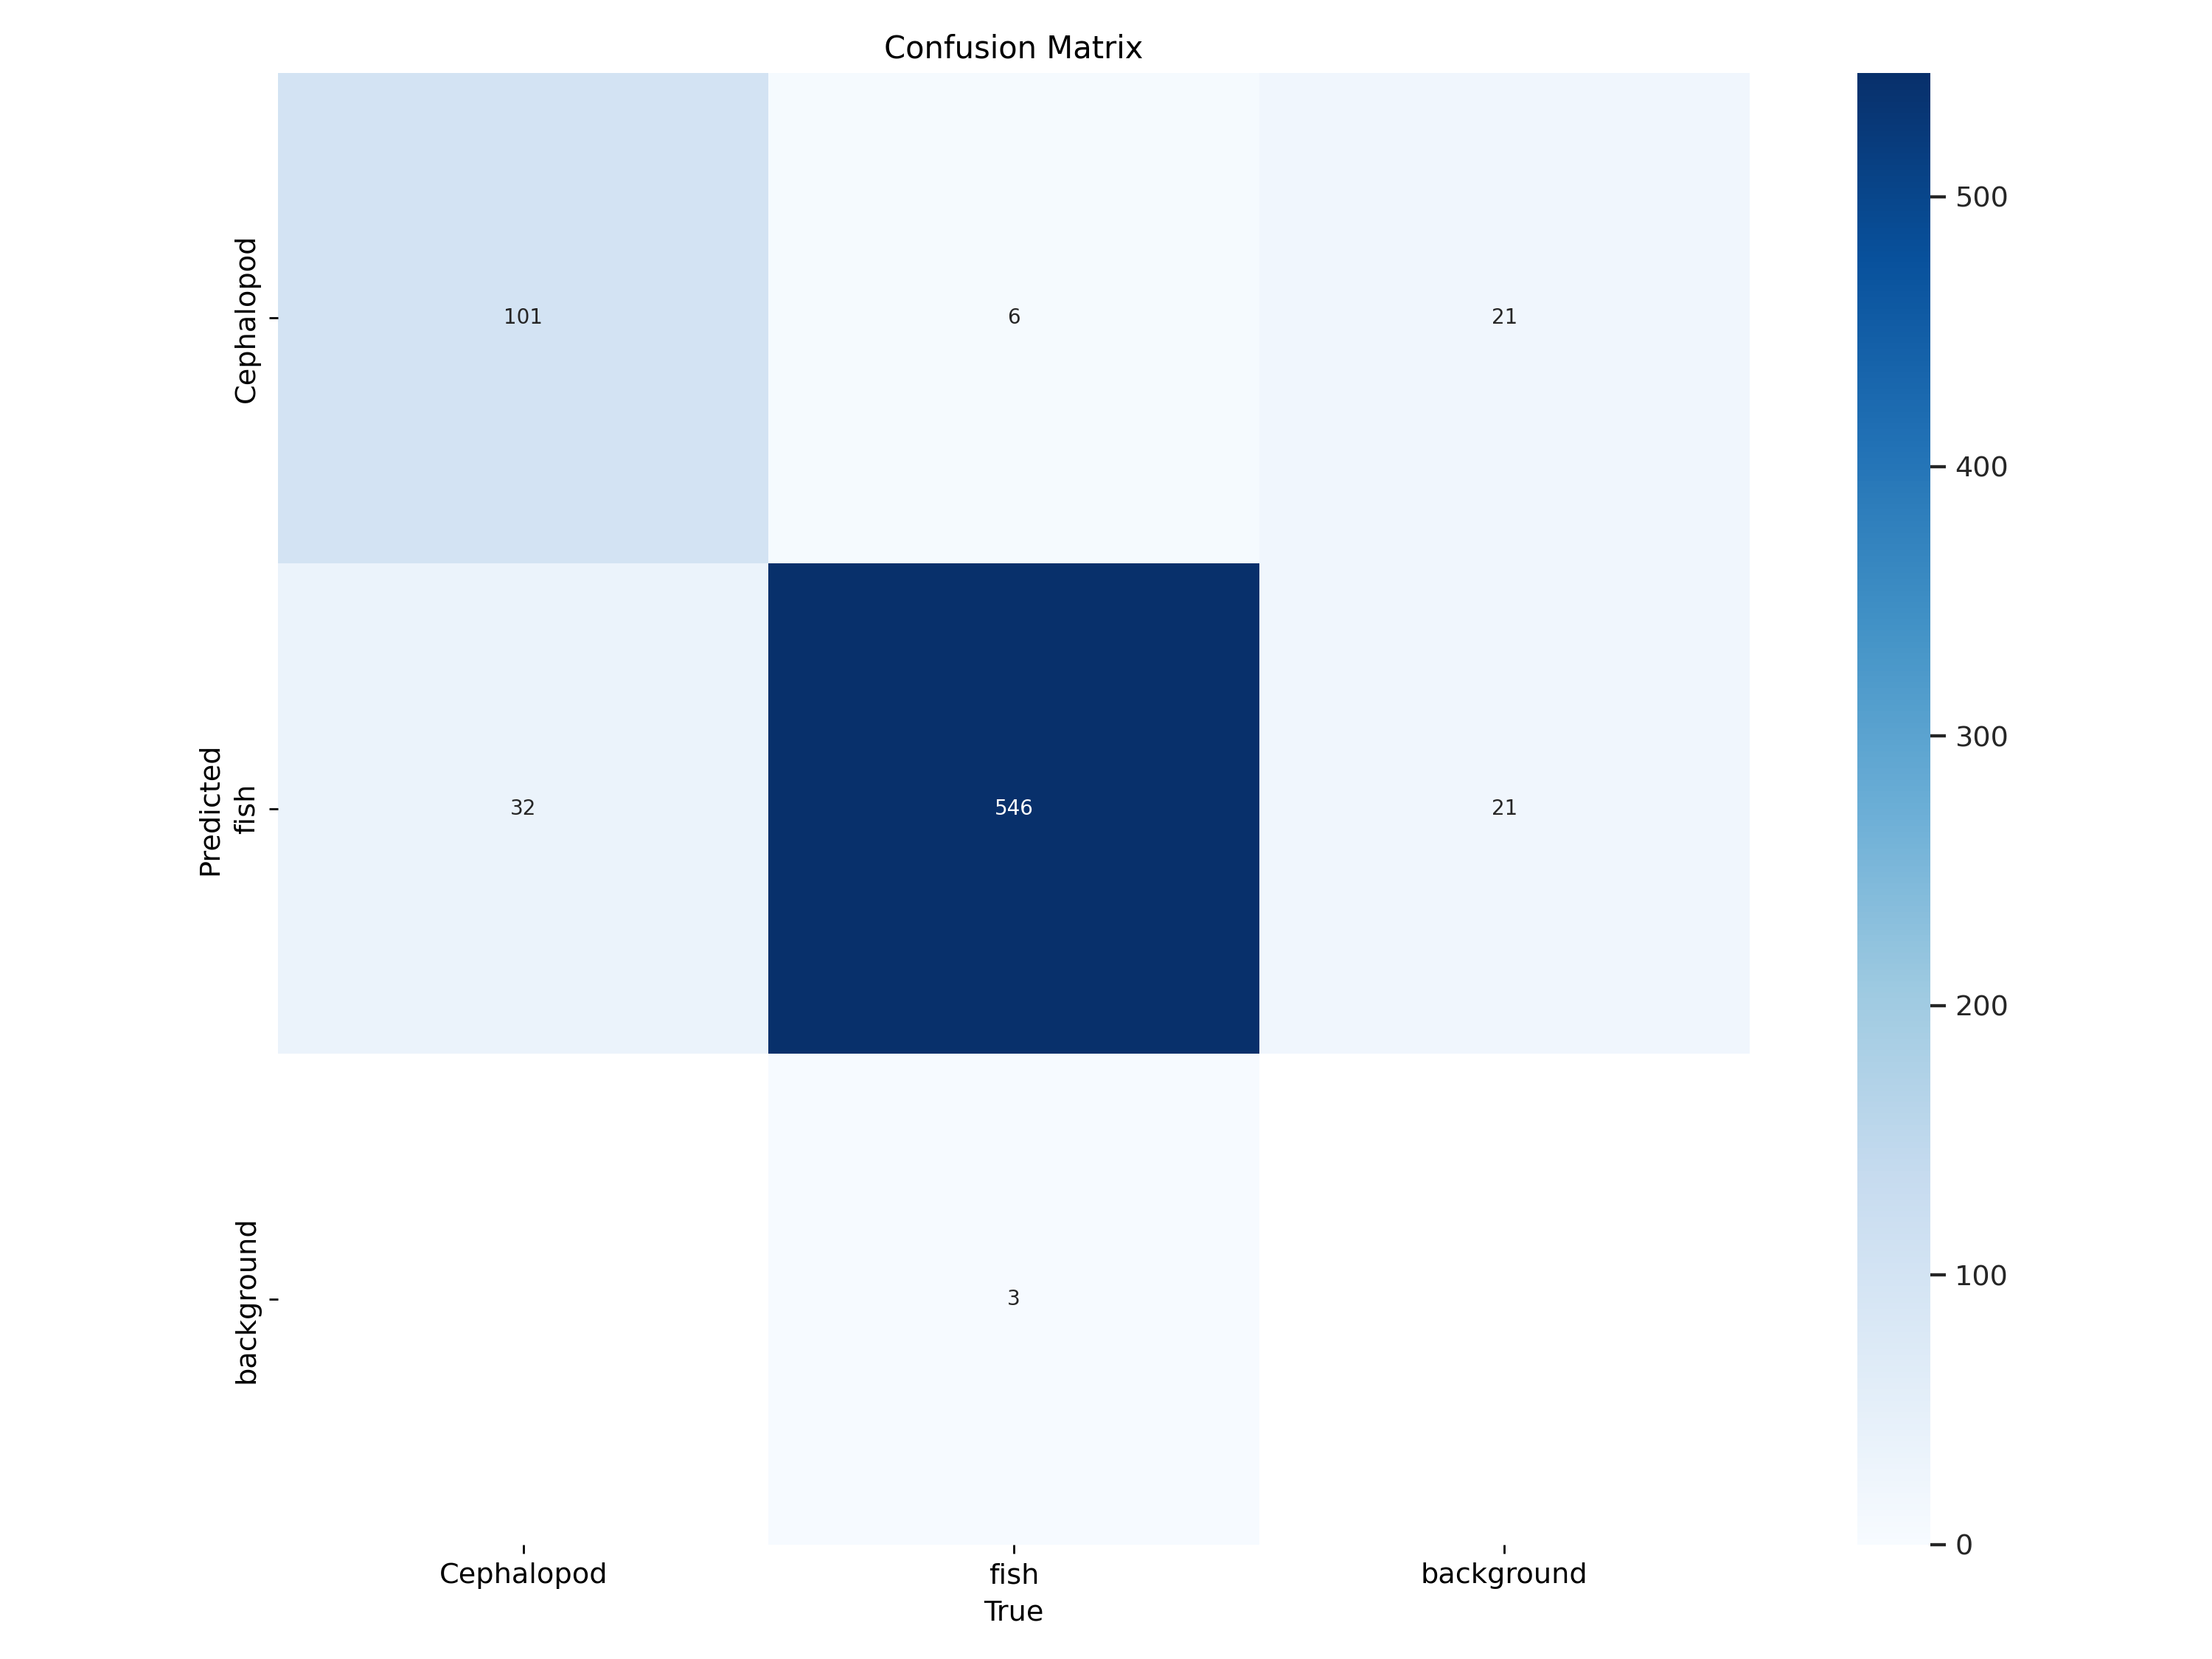 Confusion Matrix
Cephalopod
101
6
21
500
400
300
200
100
0
Predicted
fish
32
546
21
background
3
Cephalopod
fish
background
True